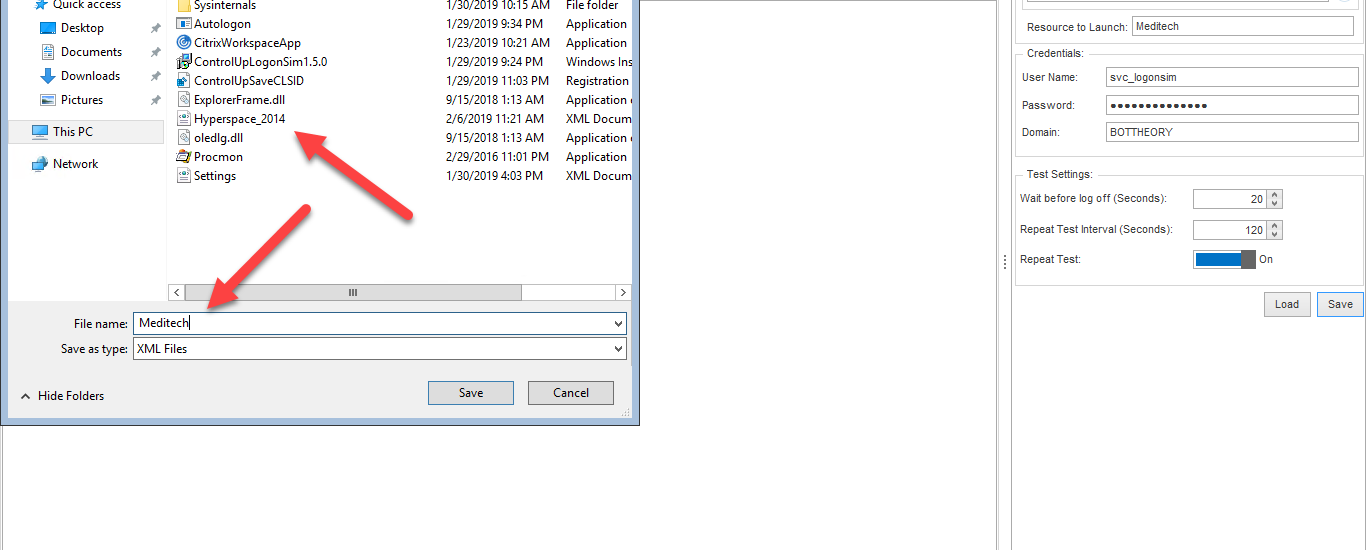 Quick access
Desktop
Documents
Downloads
Pictures
This PC
Network
Sysinternals 1/30/2019 10:15 AM File folder
Autologon 1/29/2019 9:34 PM Application
CitrixWorkspaceApp 1/23/2019 10:21 AM Application
ControlUpLogonSim1.5.0 1/29/2019 9:24 PM Windows Ins
ControlUpSaveCLSID 1/29/2019 11:03 PM Registration
ExplorerFrame.dll 9/15/2018 1:13 AM Application e
Hyperspace_2014 2/6/2019 11:21 AM XML Docum
oledlg.dll 9/15/2018 1:13 AM Application e
Procmon 2/29/2016 11:01 PM Application
Settings 1/30/2019 4:03 PM XML Docum
File name: Meditech
Save as type: XML Files
Hide Folders
Save Cancel
Resource to Launch: Meditech
Credentials:
User Name: svc_logonsim
Password: ●●●●●●●●●●●●●●
Domain: BOTTHEORY
Test Settings:
Wait before log off (Seconds): 20
Repeat Test Interval (Seconds): 120
Repeat Test: On
Load Save